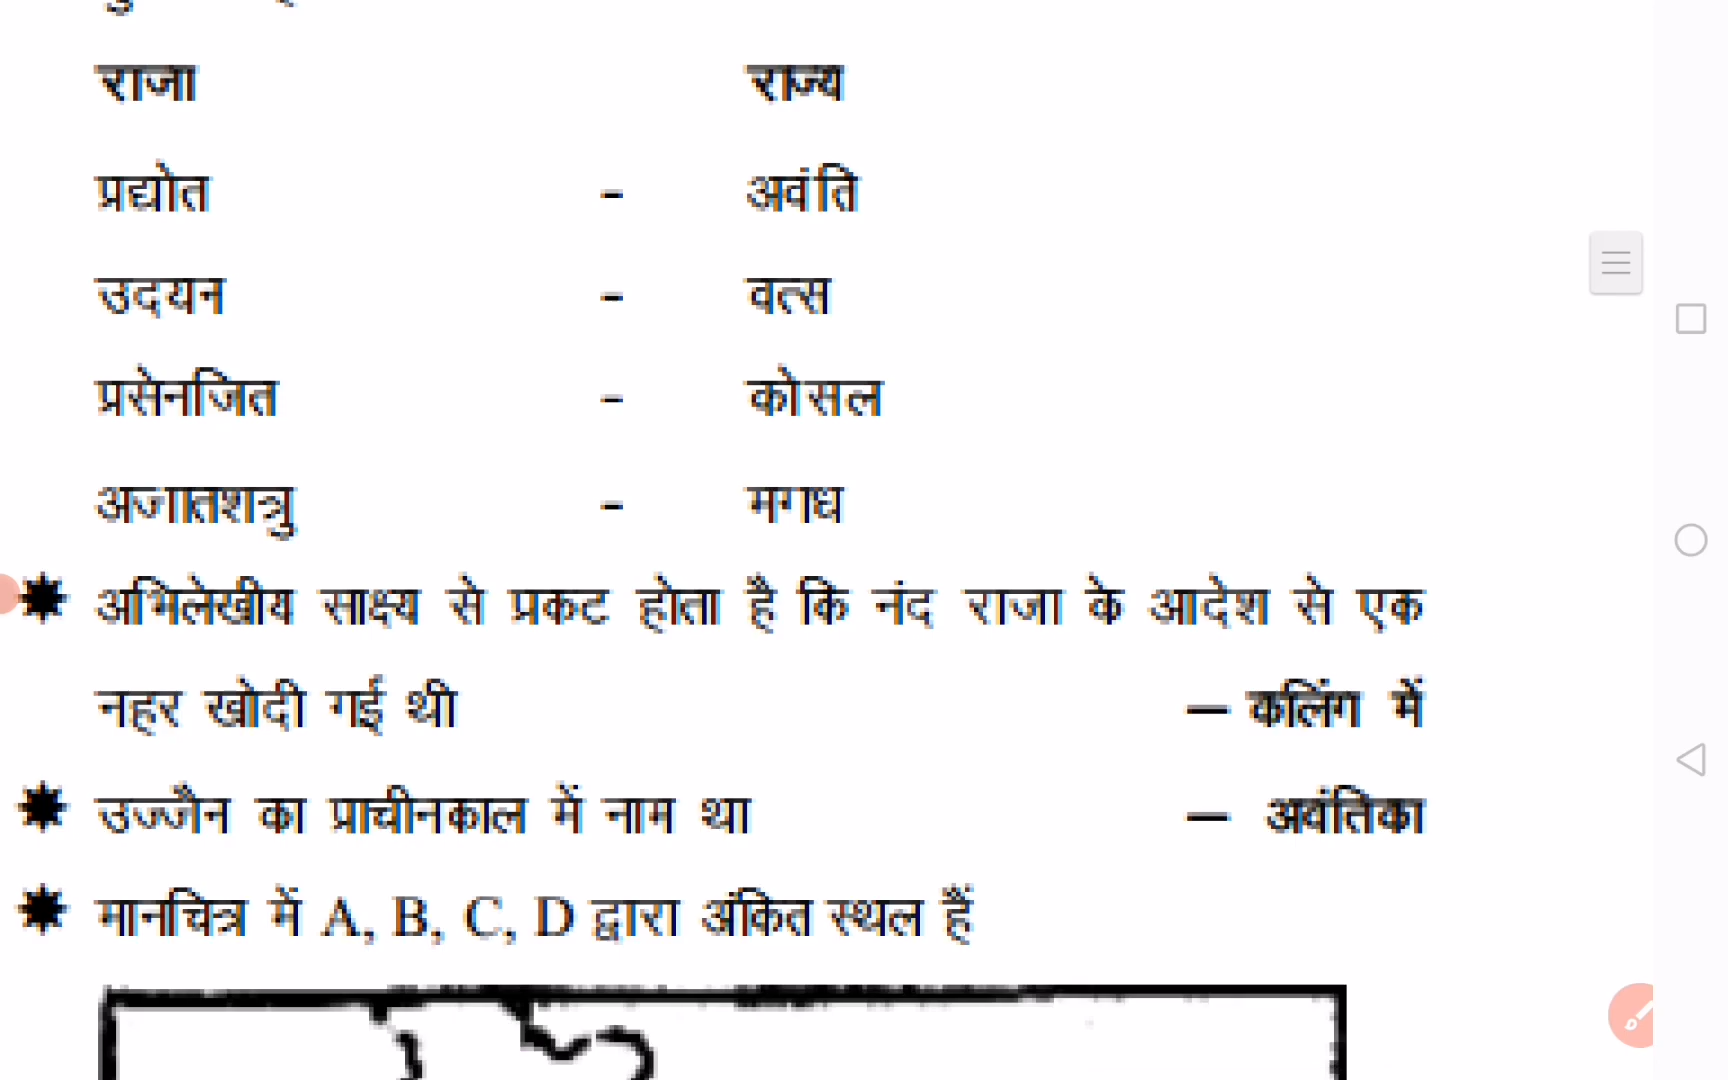 राजा राज्य
प्रद्योत - अवंति
उदयन - वत्स
प्रसेनजित - कोसल
अजातशत्रु - मगध
✸ अभिलेखीय साक्ष्य से प्रकट होता है कि नंद राजा के आदेश से एक
नहर खोदी गई थी — कलिंग में
✸ उज्जैन का प्राचीनकाल में नाम था — अवंतिका
✸ मानचित्र में A, B, C, D द्वारा अंकित स्थल हैं